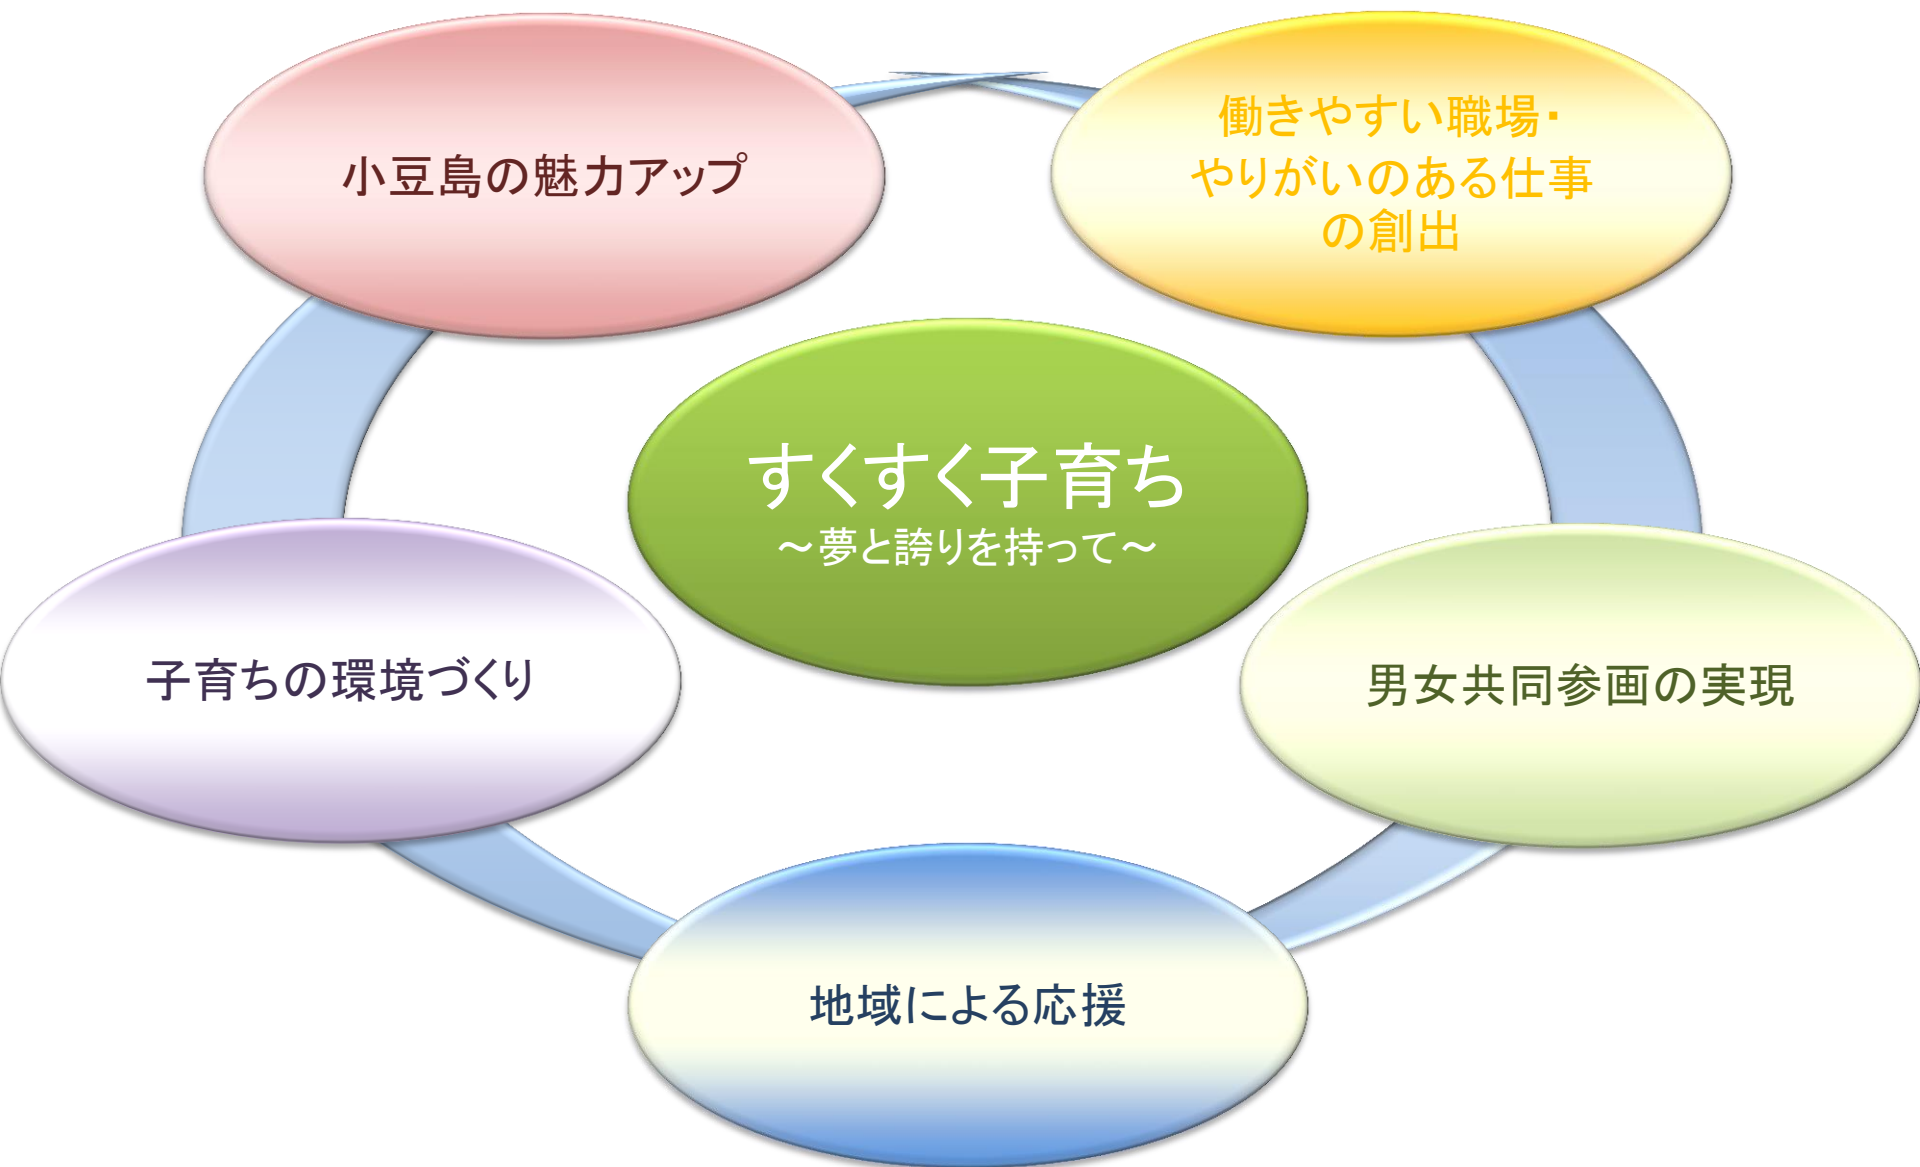 小豆島の魅力アップ
働きやすい職場・
やりがいのある仕事
の創出
すくすく子育ち
～夢と誇りを持って～
子育ちの環境づくり
男女共同参画の実現
地域による応援